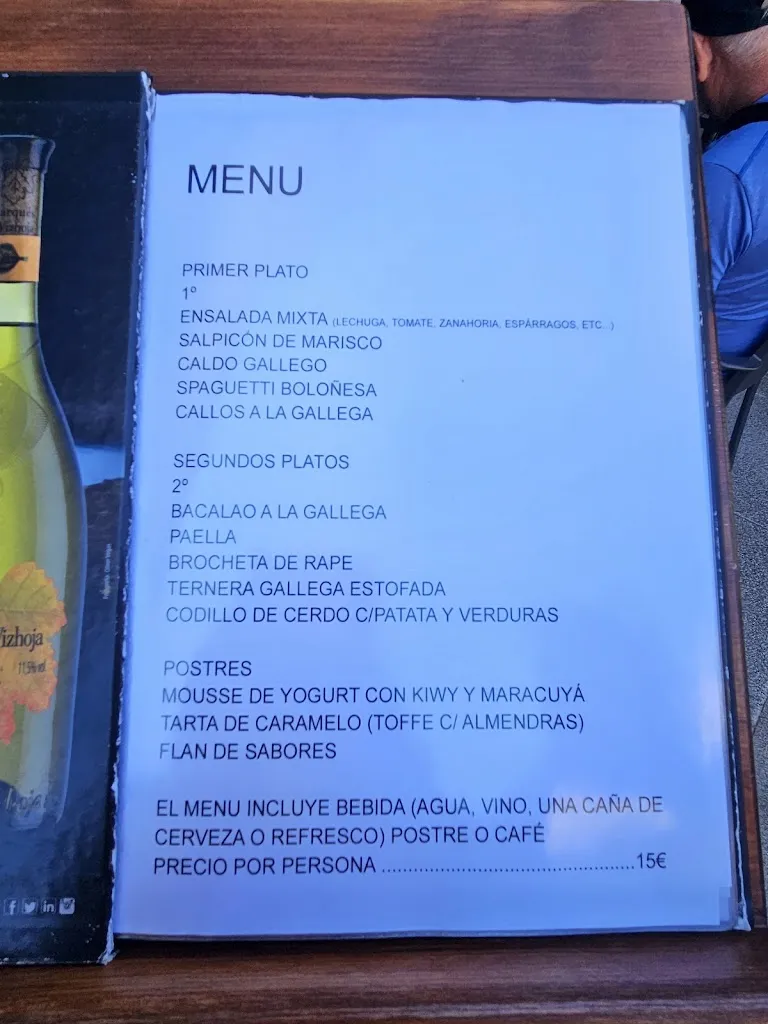 MENU
PRIMER PLATO
1º
ENSALADA MIXTA (LECHUGA, TOMATE, ZANAHORIA, ESPÁRRAGOS, ETC...)
SALPICÓN DE MARISCO
CALDO GALLEGO
SPAGUETTI BOLOÑESA
CALLOS A LA GALLEGA
SEGUNDOS PLATOS
2º
BACALAO A LA GALLEGA
PAELLA
BROCHETA DE RAPE
TERNERA GALLEGA ESTOFADA
CODILLO DE CERDO C/PATATA Y VERDURAS
POSTRES
MOUSSE DE YOGURT CON KIWY Y MARACUYÁ
TARTA DE CARAMELO (TOFFE C/ ALMENDRAS)
FLAN DE SABORES
EL MENU INCLUYE BEBIDA (AGUA, VINO, UNA CAÑA DE
CERVEZA O REFRESCO) POSTRE O CAFÉ
PRECIO POR PERSONA ................................................15€
Vizhoja
11,5% vol